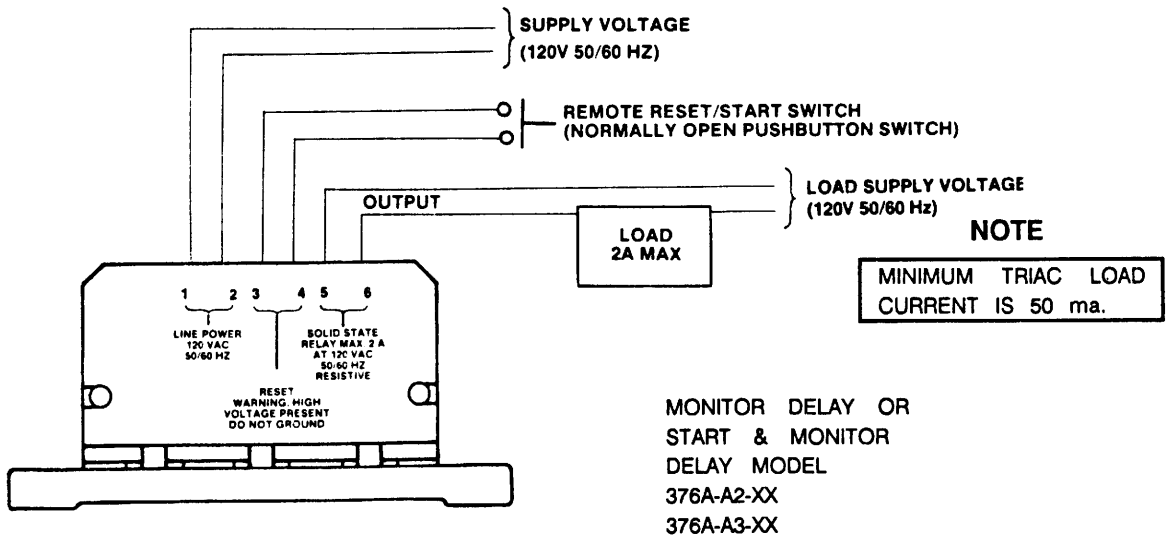 SUPPLY VOLTAGE
(120V 50/60 HZ)
REMOTE RESET/START SWITCH
(NORMALLY OPEN PUSHBUTTON SWITCH)
OUTPUT
LOAD SUPPLY VOLTAGE
(120V 50/60 Hz)
LOAD
2A MAX
NOTE
MINIMUM TRIAC LOAD
CURRENT IS 50 ma.
1 2 3 4 5 6
LINE POWER
120 VAC
50/60 HZ
SOLID STATE
RELAY MAX. 2 A
AT 120 VAC
50/60 HZ
RESISTIVE
RESET
WARNING. HIGH
VOLTAGE PRESENT
DO NOT GROUND
MONITOR DELAY OR
START & MONITOR
DELAY MODEL
376A-A2-XX
376A-A3-XX